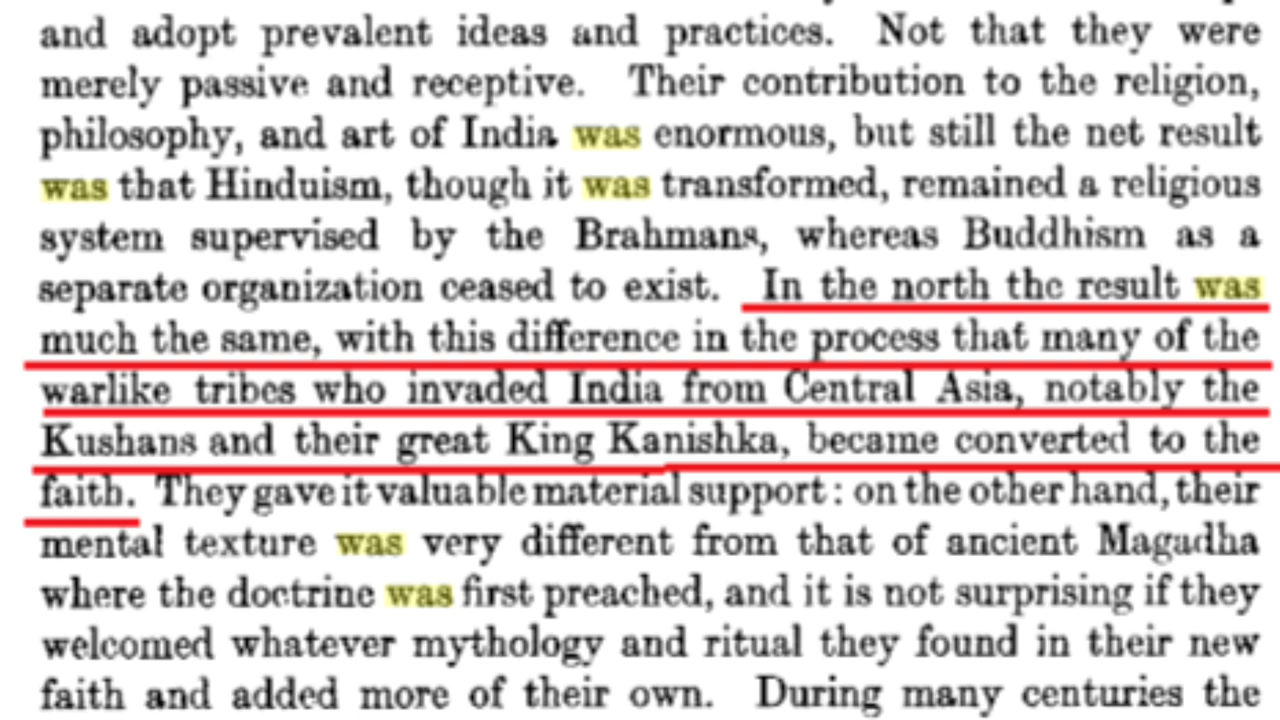 and adopt prevalent ideas and practices. Not that they were
merely passive and receptive. Their contribution to the religion,
philosophy, and art of India was enormous, but still the net result
was that Hinduism, though it was transformed, remained a religious
system supervised by the Brahmans, whereas Buddhism as a
separate organization ceased to exist. In the north the result was
much the same, with this difference in the process that many of the
warlike tribes who invaded India from Central Asia, notably the
Kushans and their great King Kanishka, became converted to the
faith. They gave it valuable material support: on the other hand, their
mental texture was very different from that of ancient Magadha
where the doctrine was first preached, and it is not surprising if they
welcomed whatever mythology and ritual they found in their new
faith and added more of their own. During many centuries the